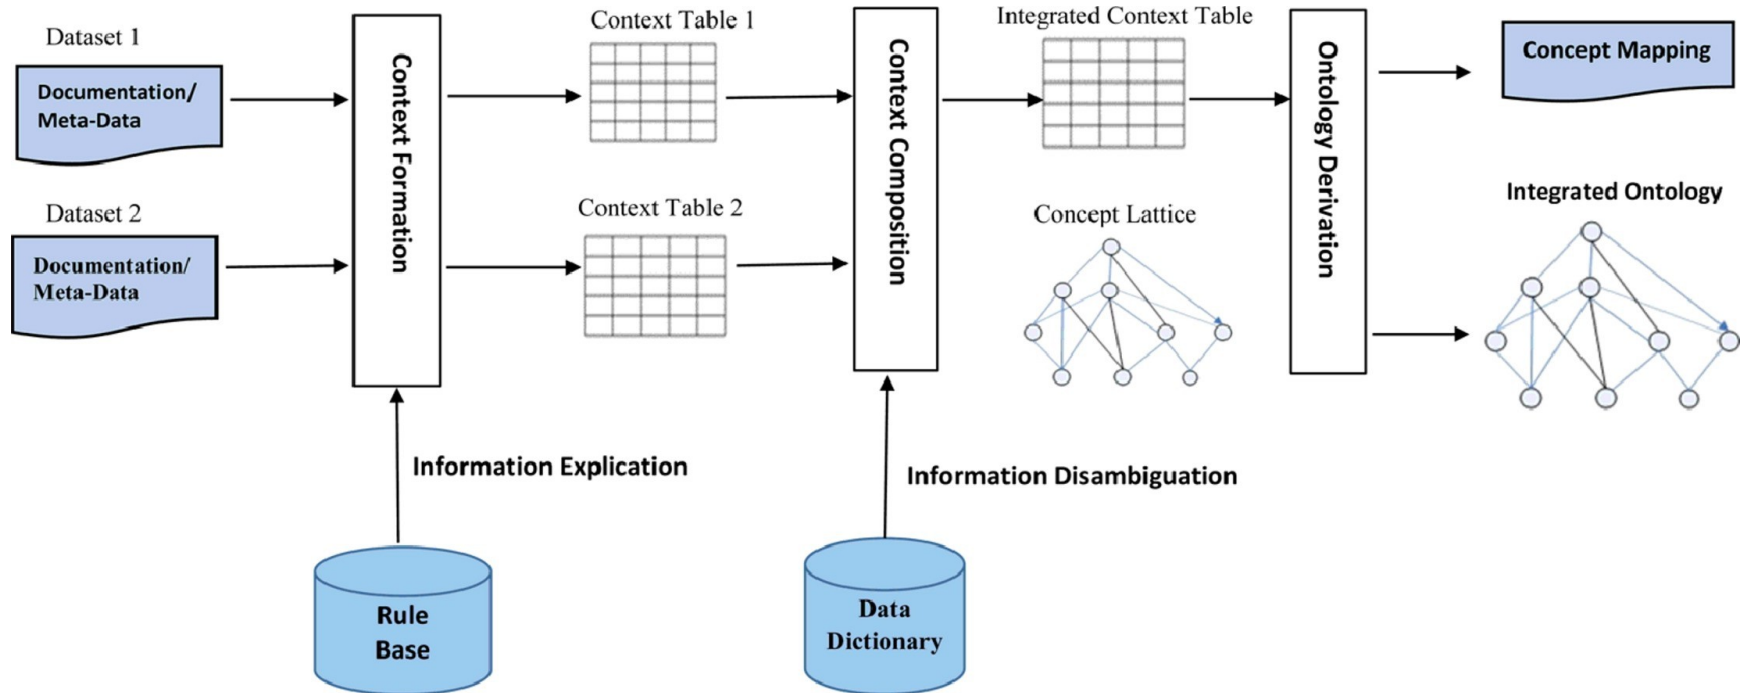 Dataset 1
Documentation/
Meta-Data
Dataset 2
Documentation/
Meta-Data
Context Formation
Context Table 1
Context Table 2
Context Composition
Integrated Context Table
Concept Lattice
Ontology Derivation
Concept Mapping
Integrated Ontology
Information Explication
Information Disambiguation
Rule
Base
Data
Dictionary